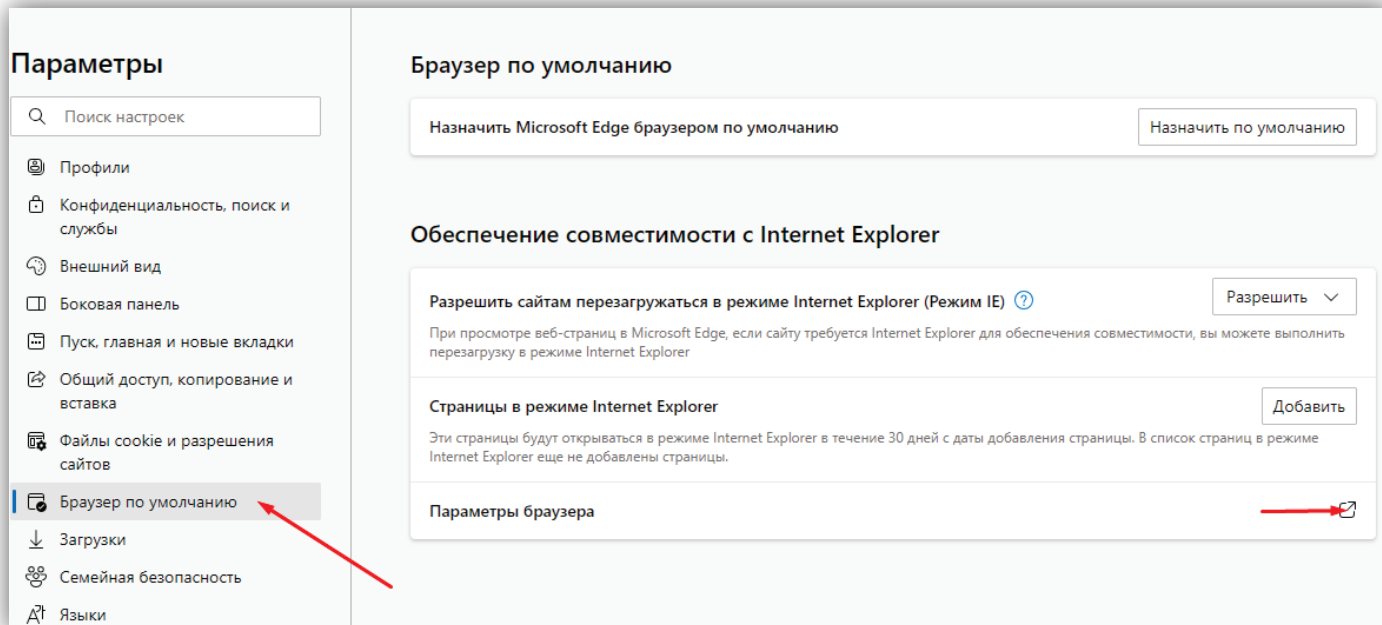 Параметры
Поиск настроек
Профили
Конфиденциальность, поиск и
службы
Внешний вид
Боковая панель
Пуск, главная и новые вкладки
Общий доступ, копирование и
вставка
Файлы cookie и разрешения
сайтов
Браузер по умолчанию
Загрузки
Семейная безопасность
Языки
Браузер по умолчанию
Назначить Microsoft Edge браузером по умолчанию
Назначить по умолчанию
Обеспечение совместимости с Internet Explorer
Разрешить сайтам перезагружаться в режиме Internet Explorer (Режим IE)
Разрешить
При просмотре веб-страниц в Microsoft Edge, если сайту требуется Internet Explorer для обеспечения совместимости, вы можете выполнить
перезагрузку в режиме Internet Explorer
Страницы в режиме Internet Explorer
Добавить
Эти страницы будут открываться в режиме Internet Explorer в течение 30 дней с даты добавления страницы. В список страниц в режиме
Internet Explorer еще не добавлены страницы.
Параметры браузера